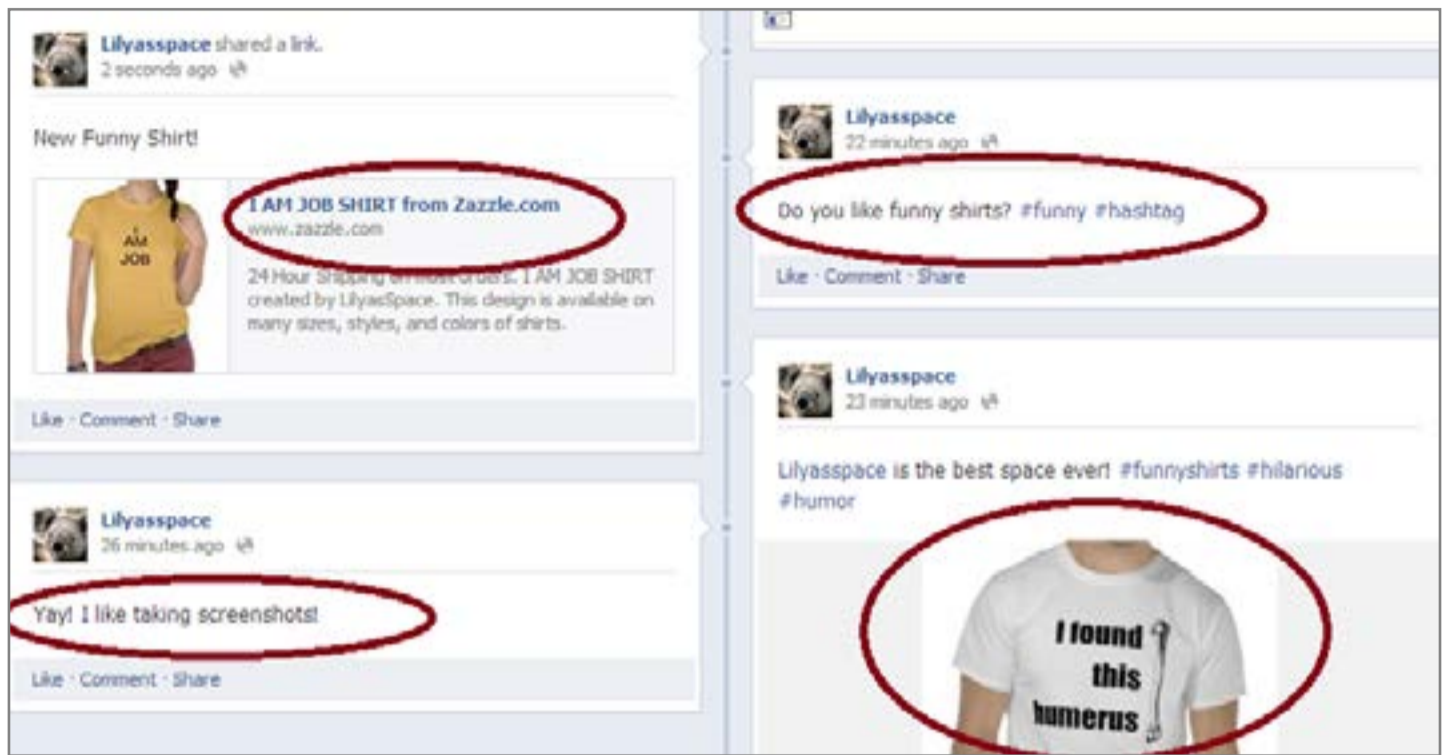 Lilyasspace shared a link.
2 seconds ago
New Funny Shirt!
I AM JOB
I AM JOB SHIRT from Zazzle.com
www.zazzle.com
24 Hour Shipping on most orders. I AM JOB SHIRT
created by LilyasSpace. This design is available on
many sizes, styles, and colors of shirts.
Like · Comment · Share
Lilyasspace
26 minutes ago
Yay! I like taking screenshots!
Like · Comment · Share
Lilyasspace
22 minutes ago
Do you like funny shirts? #funny #hashtag
Like · Comment · Share
Lilyasspace
23 minutes ago
Lilyasspace is the best space ever! #funnyshirts #hilarious
#humor
I found
this
humerus